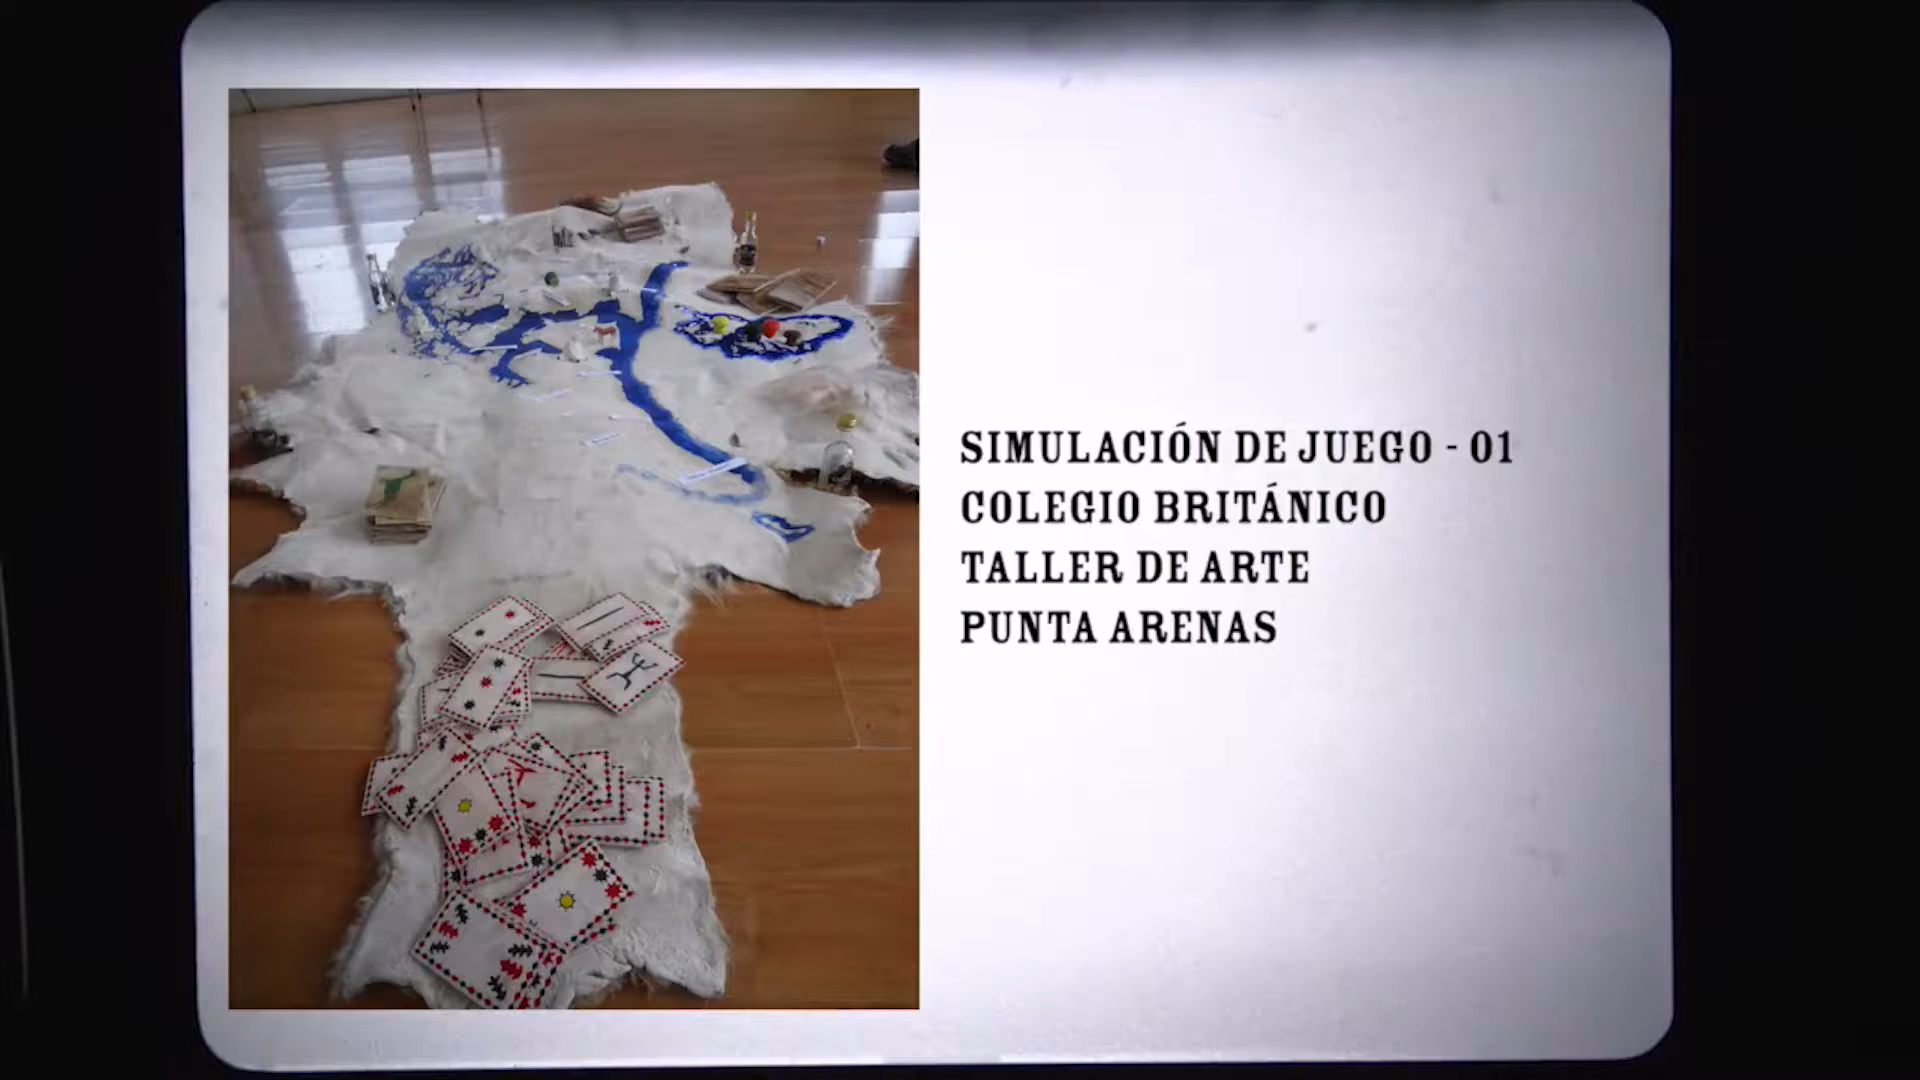 SIMULACIÓN DE JUEGO - 01
COLEGIO BRITÁNICO
TALLER DE ARTE
PUNTA ARENAS